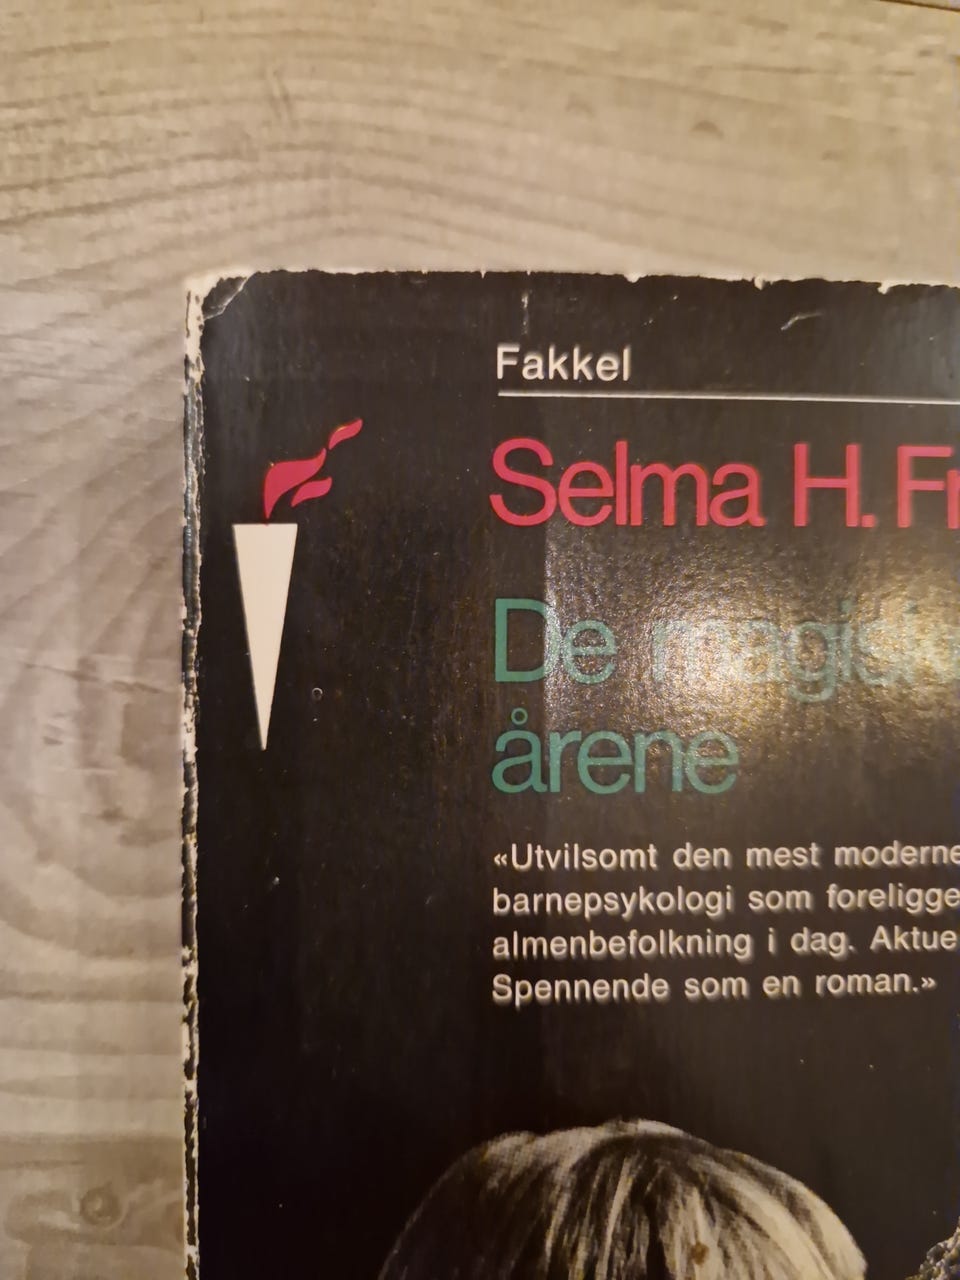 Fakkel
Selma H. Fr
De magisk
årene
«Utvilsomt den mest moderne
barnepsykologi som foreligge
almenbefolkning i dag. Aktue
Spennende som en roman.»